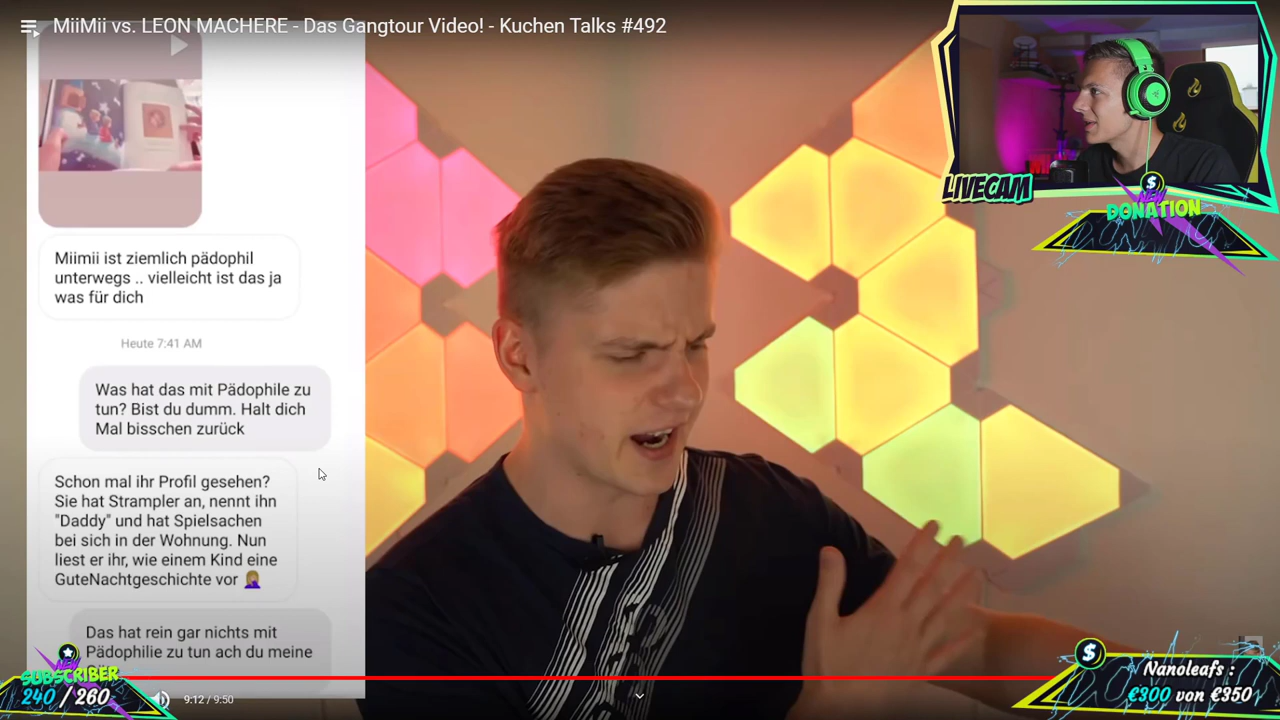 MiiMii vs. LEON MACHERE - Das Gangtour Video! - Kuchen Talks #492
LIVECAM
$
NEW
DONATION
Miimii ist ziemlich pädophil
unterwegs .. vielleicht ist das ja
was für dich
Heute 7:41 AM
Was hat das mit Pädophile zu
tun? Bist du dumm. Halt dich
Mal bisschen zurück
Schon mal ihr Profil gesehen?
Sie hat Strampler an, nennt ihn
"Daddy" und hat Spielsachen
bei sich in der Wohnung. Nun
liest er ihr, wie einem Kind eine
GuteNachtgeschichte vor 🤦🏼‍♀️
Das hat rein gar nichts mit
Pädophilie zu tun ach du meine
NEW
SUBSCRIBER
240 / 260
9:12 / 9:50
$
Nanoleafs :
€300 von €350